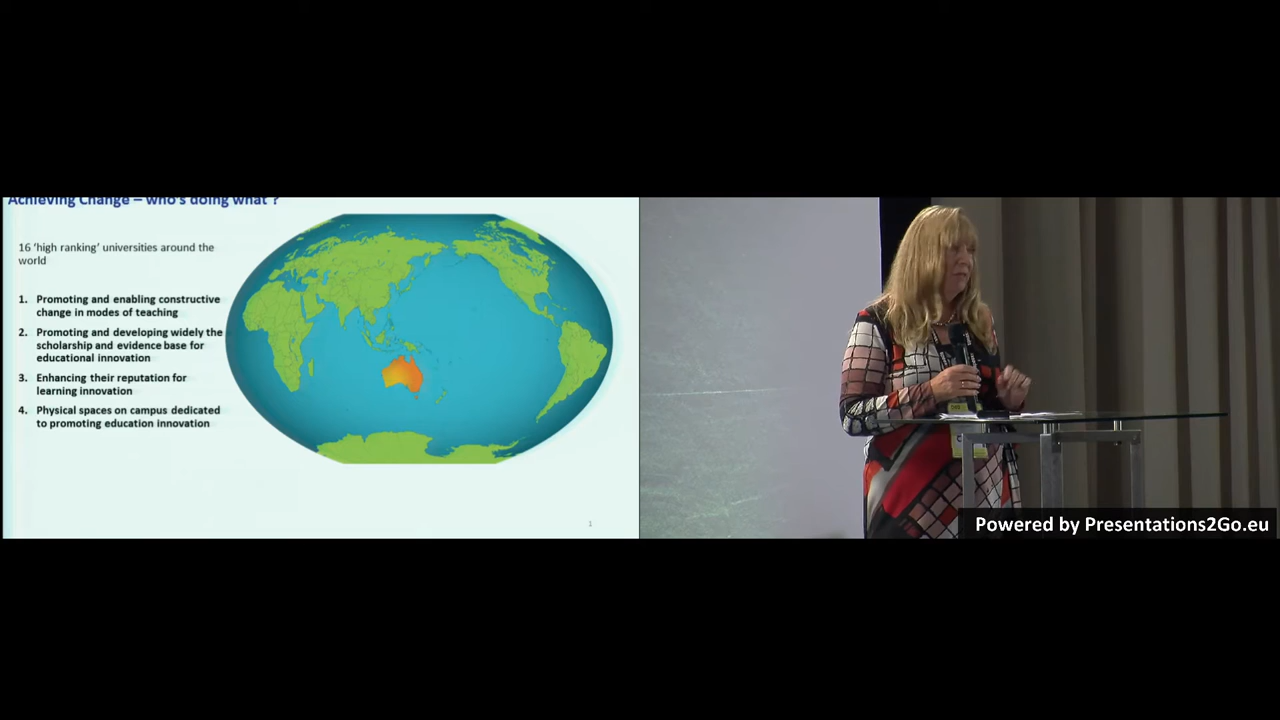 Achieving Change – who's doing what ?
16 'high ranking' universities around the
world
1. Promoting and enabling constructive
change in modes of teaching
2. Promoting and developing widely the
scholarship and evidence base for
educational innovation
3. Enhancing their reputation for
learning innovation
4. Physical spaces on campus dedicated
to promoting education innovation
1
Powered by Presentations2Go.eu